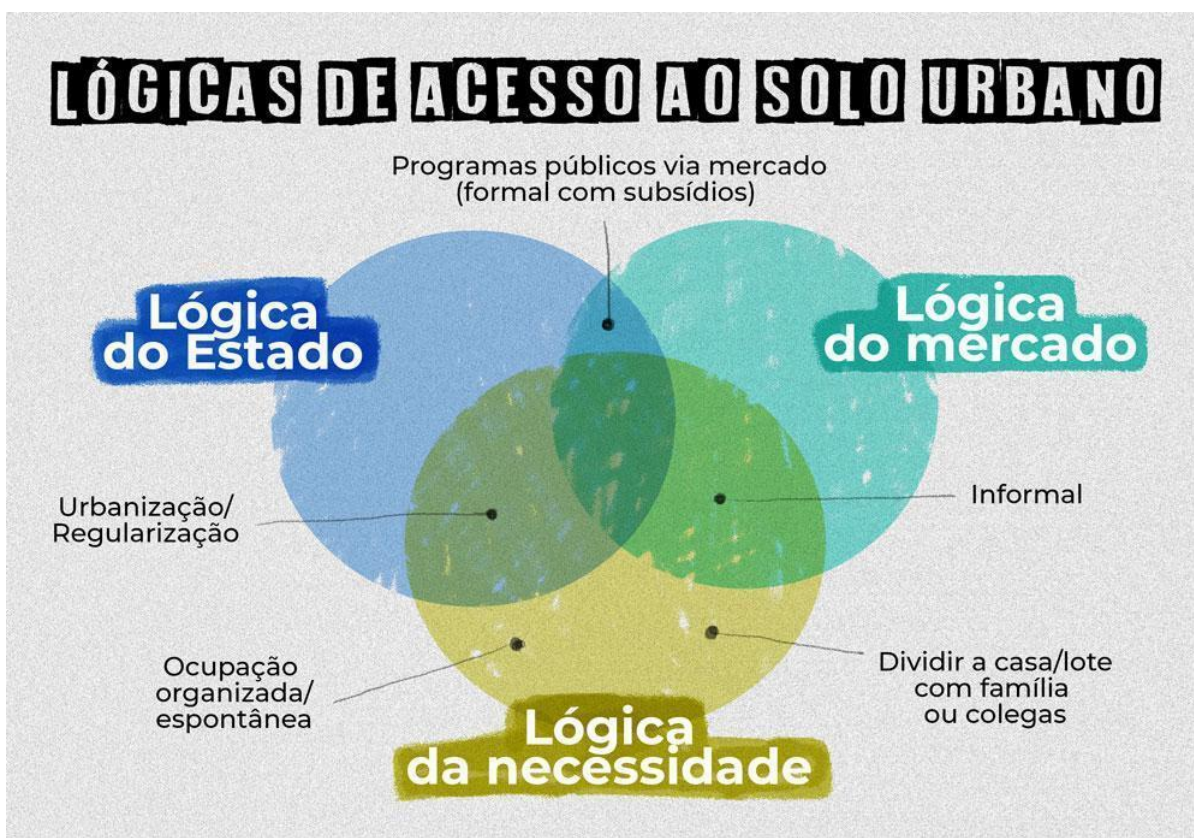 LÓGICAS DE ACESSO AO SOLO URBANO
Programas públicos via mercado
(formal com subsídios)
Lógica
do Estado
Lógica
do mercado
Urbanização/
Regularização
Informal
Ocupação
organizada/
espontânea
Dividir a casa/lote
com família
ou colegas
Lógica
da necessidade